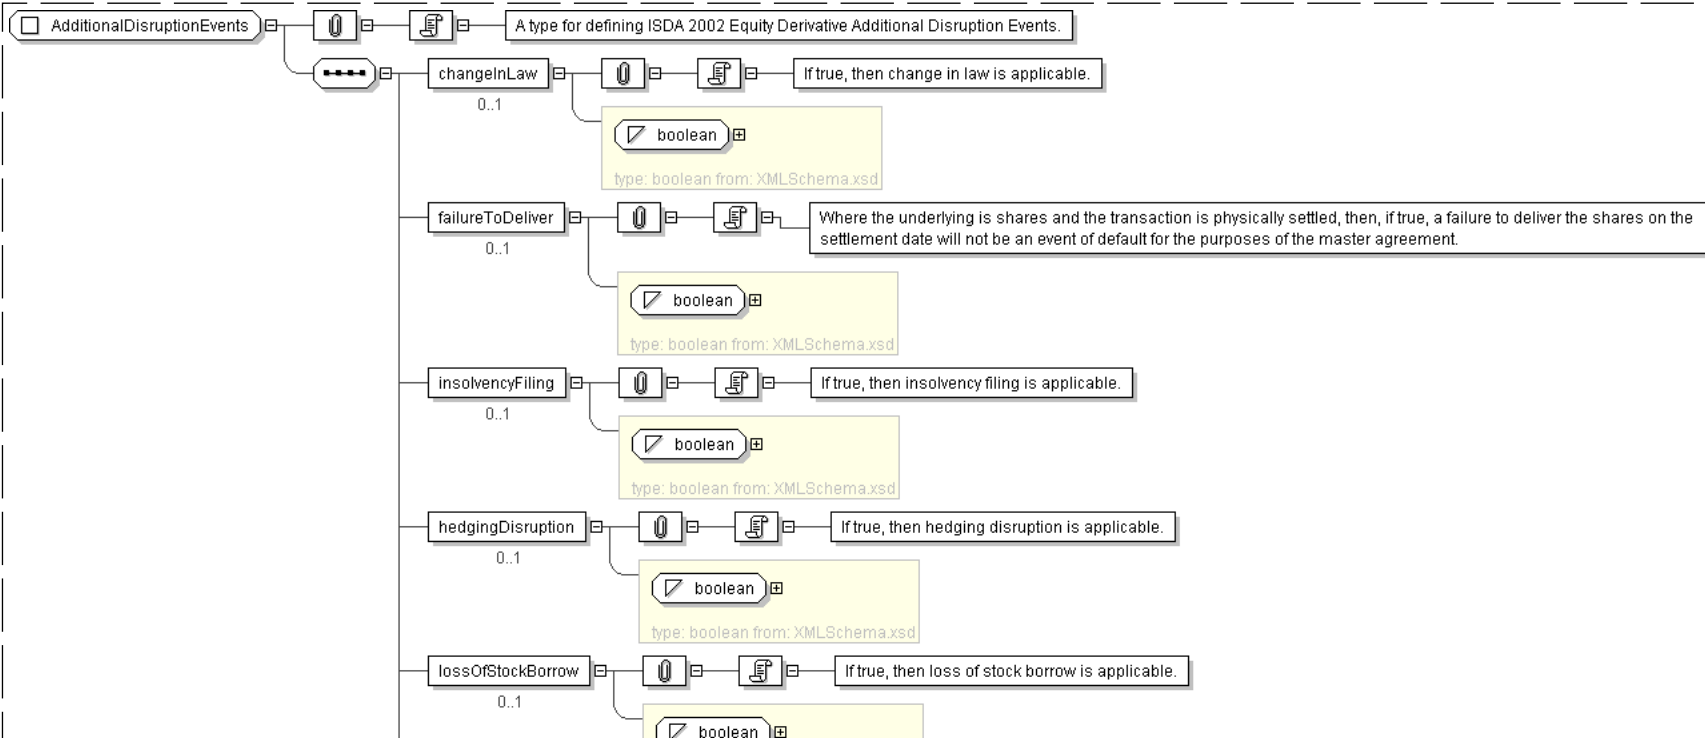 AdditionalDisruptionEvents
A type for defining ISDA 2002 Equity Derivative Additional Disruption Events.
changeInLaw
If true, then change in law is applicable.
0..1
boolean
type: boolean from: XMLSchema.xsd
failureToDeliver
Where the underlying is shares and the transaction is physically settled, then, if true, a failure to deliver the shares on the
settlement date will not be an event of default for the purposes of the master agreement.
0..1
boolean
type: boolean from: XMLSchema.xsd
insolvencyFiling
If true, then insolvency filing is applicable.
0..1
boolean
type: boolean from: XMLSchema.xsd
hedgingDisruption
If true, then hedging disruption is applicable.
0..1
boolean
type: boolean from: XMLSchema.xsd
lossOfStockBorrow
If true, then loss of stock borrow is applicable.
0..1
boolean